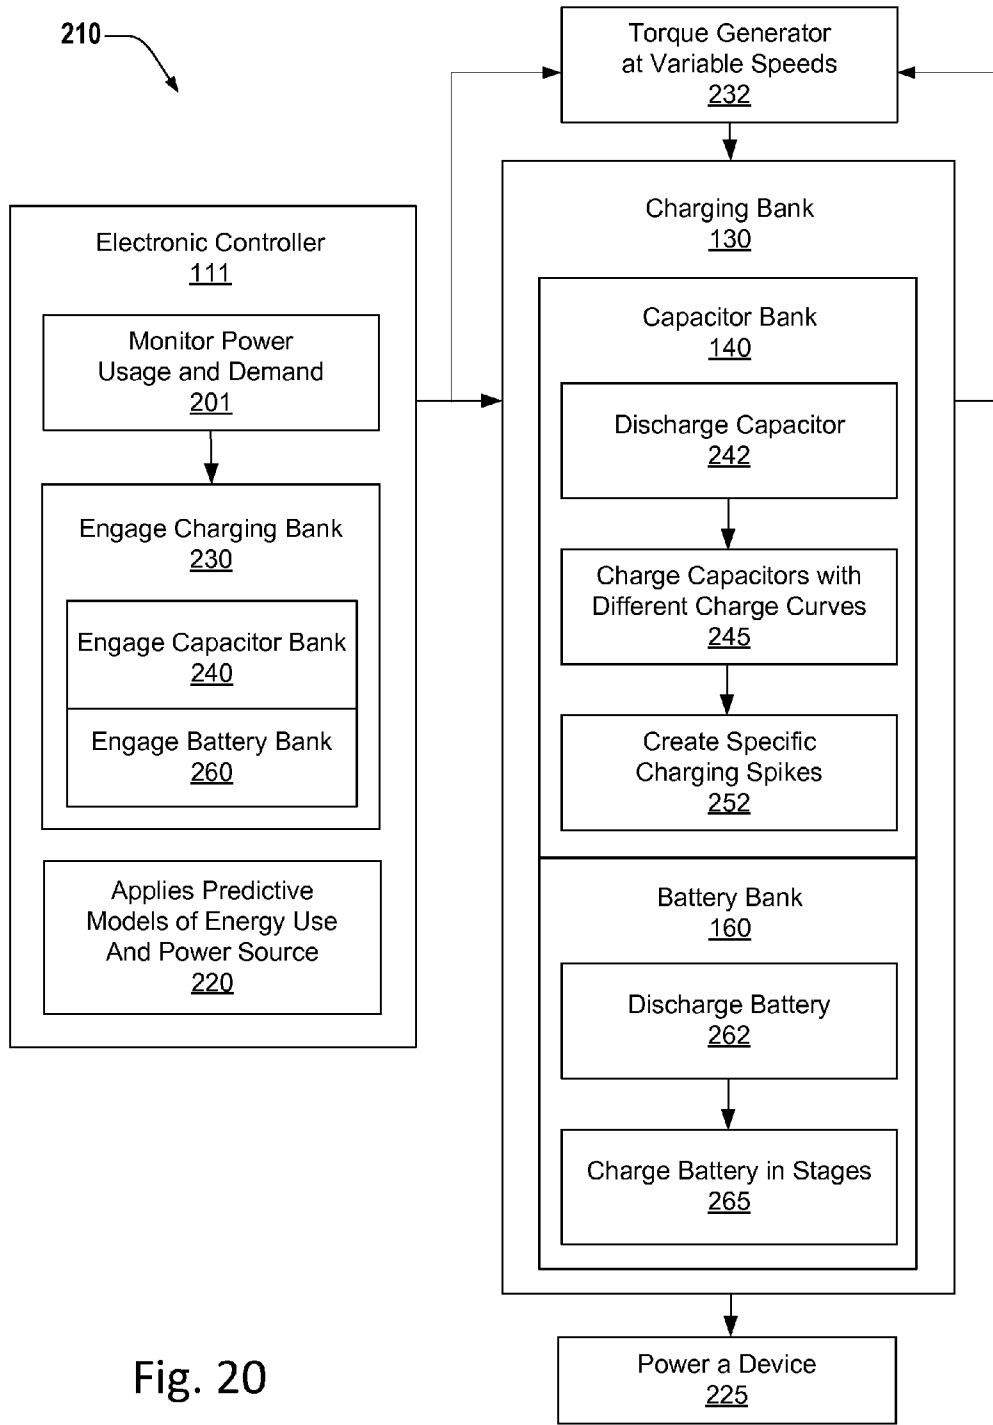 210
Torque Generator
at Variable Speeds
232
Electronic Controller
111
Monitor Power
Usage and Demand
201
Engage Charging Bank
230
Engage Capacitor Bank
240
Engage Battery Bank
260
Applies Predictive
Models of Energy Use
And Power Source
220
Charging Bank
130
Capacitor Bank
140
Discharge Capacitor
242
Charge Capacitors with
Different Charge Curves
245
Create Specific
Charging Spikes
252
Battery Bank
160
Discharge Battery
262
Charge Battery in Stages
265
Power a Device
225
Fig. 20